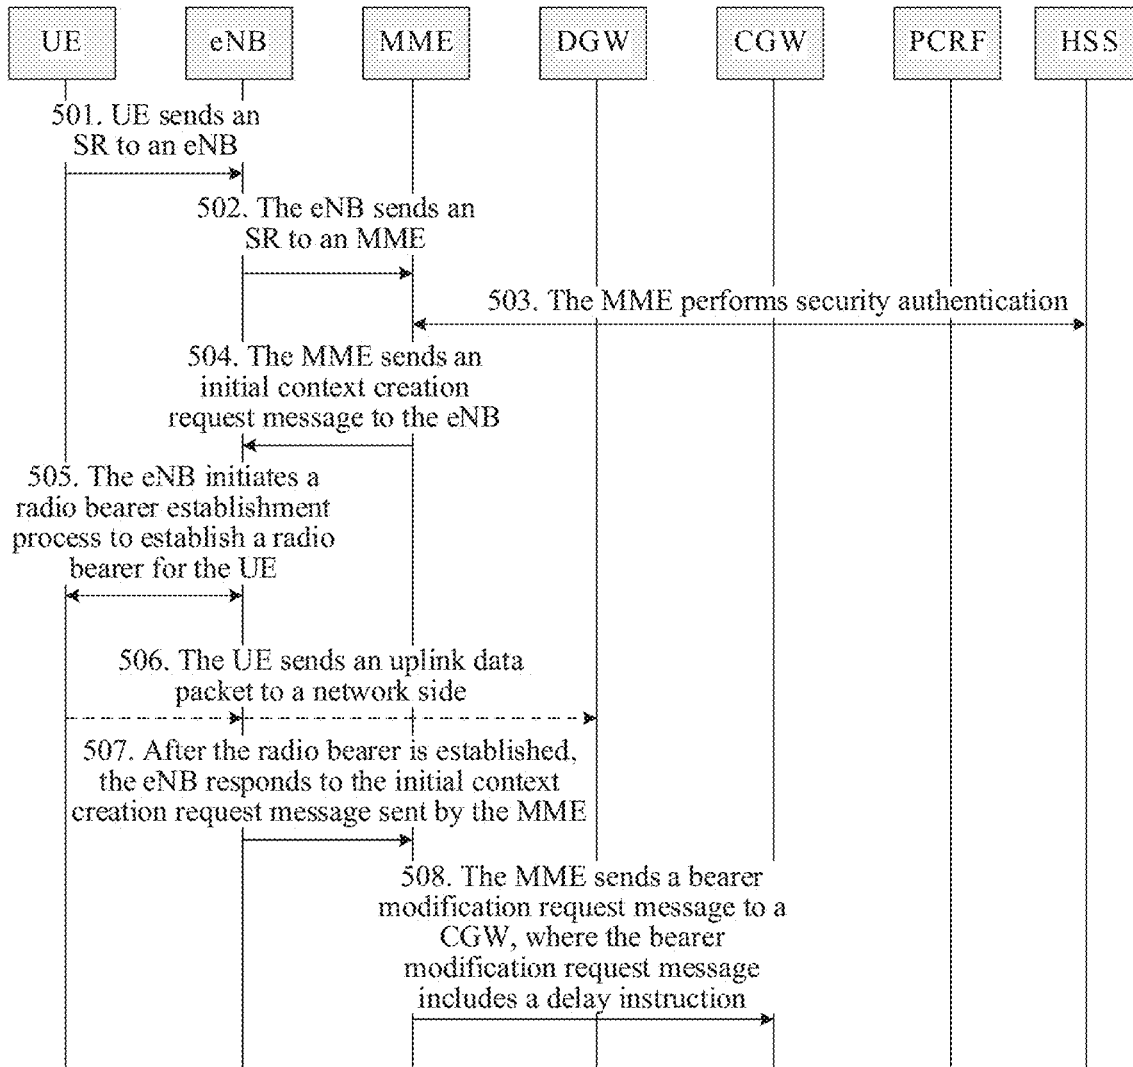 UE eNB MME DGW CGW PCRF HSS
501. UE sends an
SR to an eNB
502. The eNB sends an
SR to an MME
503. The MME performs security authentication
504. The MME sends an
initial context creation
request message to the eNB
505. The eNB initiates a
radio bearer establishment
process to establish a radio
bearer for the UE
506. The UE sends an uplink data
packet to a network side
507. After the radio bearer is established,
the eNB responds to the initial context
creation request message sent by the MME
508. The MME sends a bearer
modification request message to a
CGW, where the bearer
modification request message
includes a delay instruction